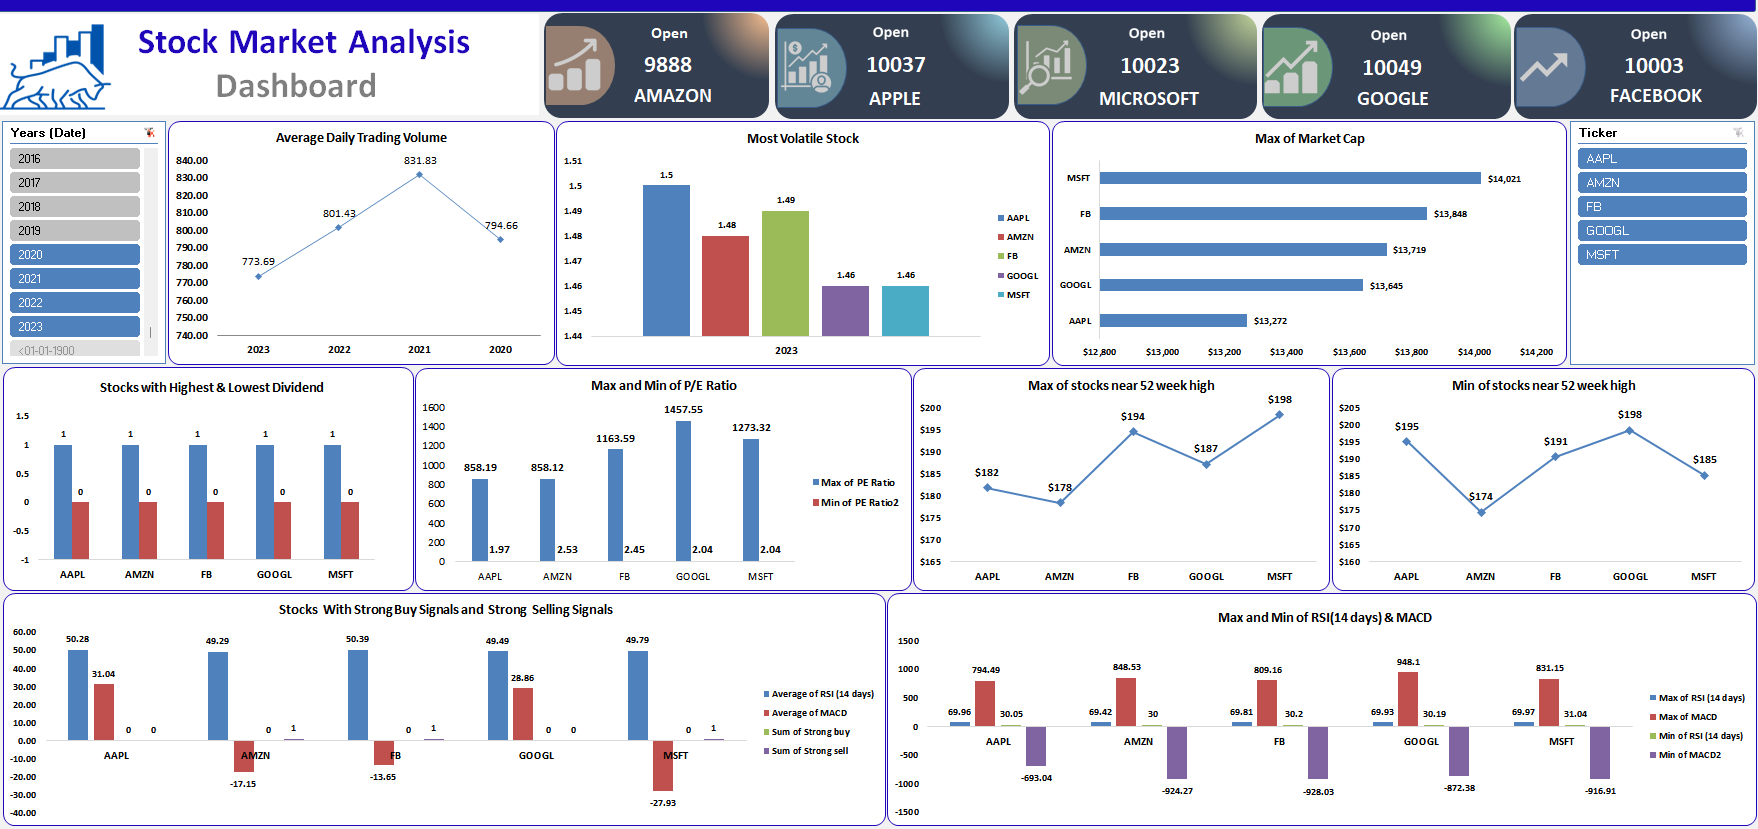 Stock Market Analysis
Dashboard
Open
9888
AMAZON
Open
10037
APPLE
Open
10023
MICROSOFT
Open
10049
GOOGLE
Open
10003
FACEBOOK
Years (Date)
2016
2017
2018
2019
2020
2021
2022
2023
<01-01-1900
Average Daily Trading Volume
840.00
830.00
820.00
810.00
800.00
790.00
780.00
770.00
760.00
750.00
740.00
773.69
801.43
831.83
794.66
2023 2022 2021 2020
Most Volatile Stock
1.51
1.5
1.49
1.48
1.47
1.46
1.45
1.44
1.5
1.48
1.49
1.46
1.46
2023
AAPL
AMZN
FB
GOOGL
MSFT
Max of Market Cap
MSFT $14,021
FB $13,848
AMZN $13,719
GOOGL $13,645
AAPL $13,272
$12,800 $13,000 $13,200 $13,400 $13,600 $13,800 $14,000 $14,200
Ticker
AAPL
AMZN
FB
GOOGL
MSFT
Stocks with Highest & Lowest Dividend
1.5
1
0.5
0
-0.5
-1
1 1 1 1 1
0 0 0 0 0
AAPL AMZN FB GOOGL MSFT
Max and Min of P/E Ratio
1600
1400
1200
1000
800
600
400
200
0
858.19 858.12 1163.59 1457.55 1273.32
1.97 2.53 2.45 2.04 2.04
AAPL AMZN FB GOOGL MSFT
Max of PE Ratio
Min of PE Ratio2
Max of stocks near 52 week high
$200
$195
$190
$185
$180
$175
$170
$165
$182 $178 $194 $187 $198
AAPL AMZN FB GOOGL MSFT
Min of stocks near 52 week high
$205
$200
$195
$190
$185
$180
$175
$170
$165
$160
$195 $174 $191 $198 $185
AAPL AMZN FB GOOGL MSFT
Stocks With Strong Buy Signals and Strong Selling Signals
60.00
50.00
40.00
30.00
20.00
10.00
0.00
-10.00
-20.00
-30.00
-40.00
50.28 49.29 50.39 49.49 49.79
31.04 -17.15 -13.65 28.86 -27.93
0 0 0 1 0 1 0 0 0 1
AAPL AMZN FB GOOGL MSFT
Average of RSI (14 days)
Average of MACD
Sum of Strong buy
Sum of Strong sell
Max and Min of RSI(14 days) & MACD
1500
1000
500
0
-500
-1000
-1500
794.49 848.53 809.16 948.1 831.15
69.96 30.05 69.42 30 69.81 30.2 69.93 30.19 69.97 31.04
AAPL AMZN FB GOOGL MSFT
-693.04 -924.27 -928.03 -872.38 -916.91
Max of RSI (14 days)
Max of MACD
Min of RSI (14 days)
Min of MACD2